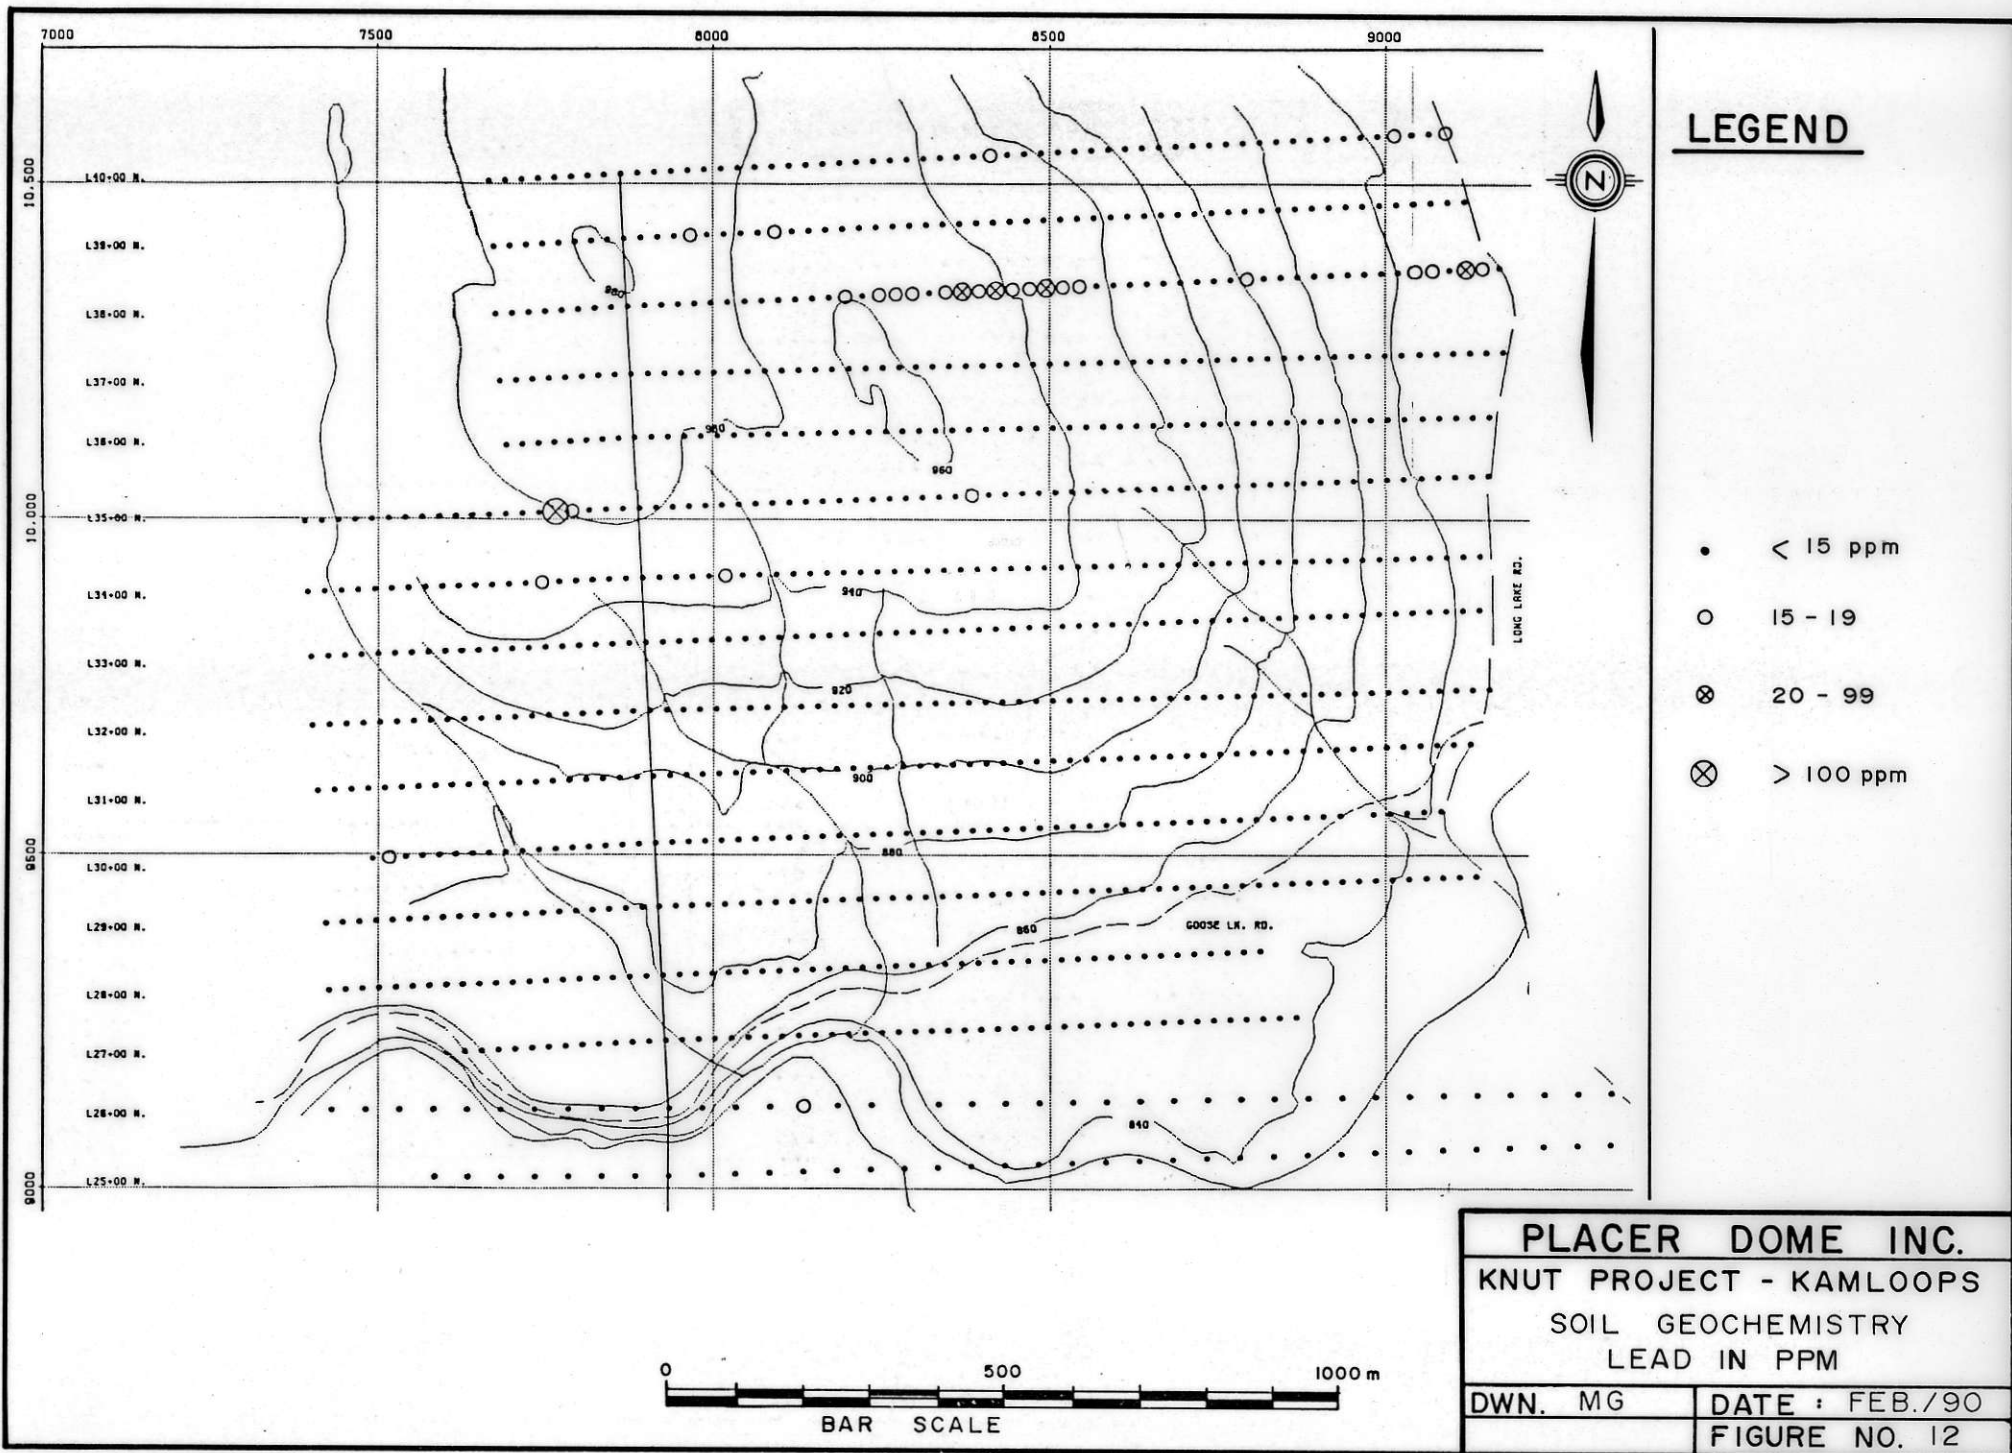 7000 7500 8000 8500 9000
LEGEND
N
10,500
L40+00 N.
L39+00 N.
980
L38+00 N.
L37+00 N.
980
L36+00 N.
960
10,000
L35+00 N.
< 15 ppm
L34+00 N.
940
LONG LAKE RD.
15 - 19
L33+00 N.
920
20 - 99
L32+00 N.
900
> 100 ppm
L31+00 N.
9500
L30+00 N.
880
L29+00 N.
860
GOOSE LK. RD.
L28+00 N.
L27+00 N.
L26+00 N.
840
9000
L25+00 N.
PLACER DOME INC.
KNUT PROJECT - KAMLOOPS
SOIL GEOCHEMISTRY
LEAD IN PPM
0 500 1000 m
BAR SCALE
DWN. MG
DATE : FEB./90
FIGURE NO. 12